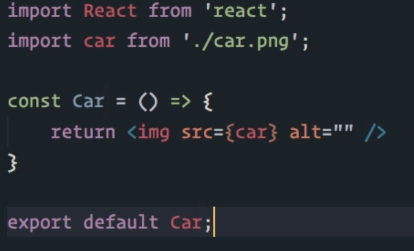 import React from 'react';
import car from './car.png';
const Car = () => {
return <img src={car} alt="" />
}
export default Car;